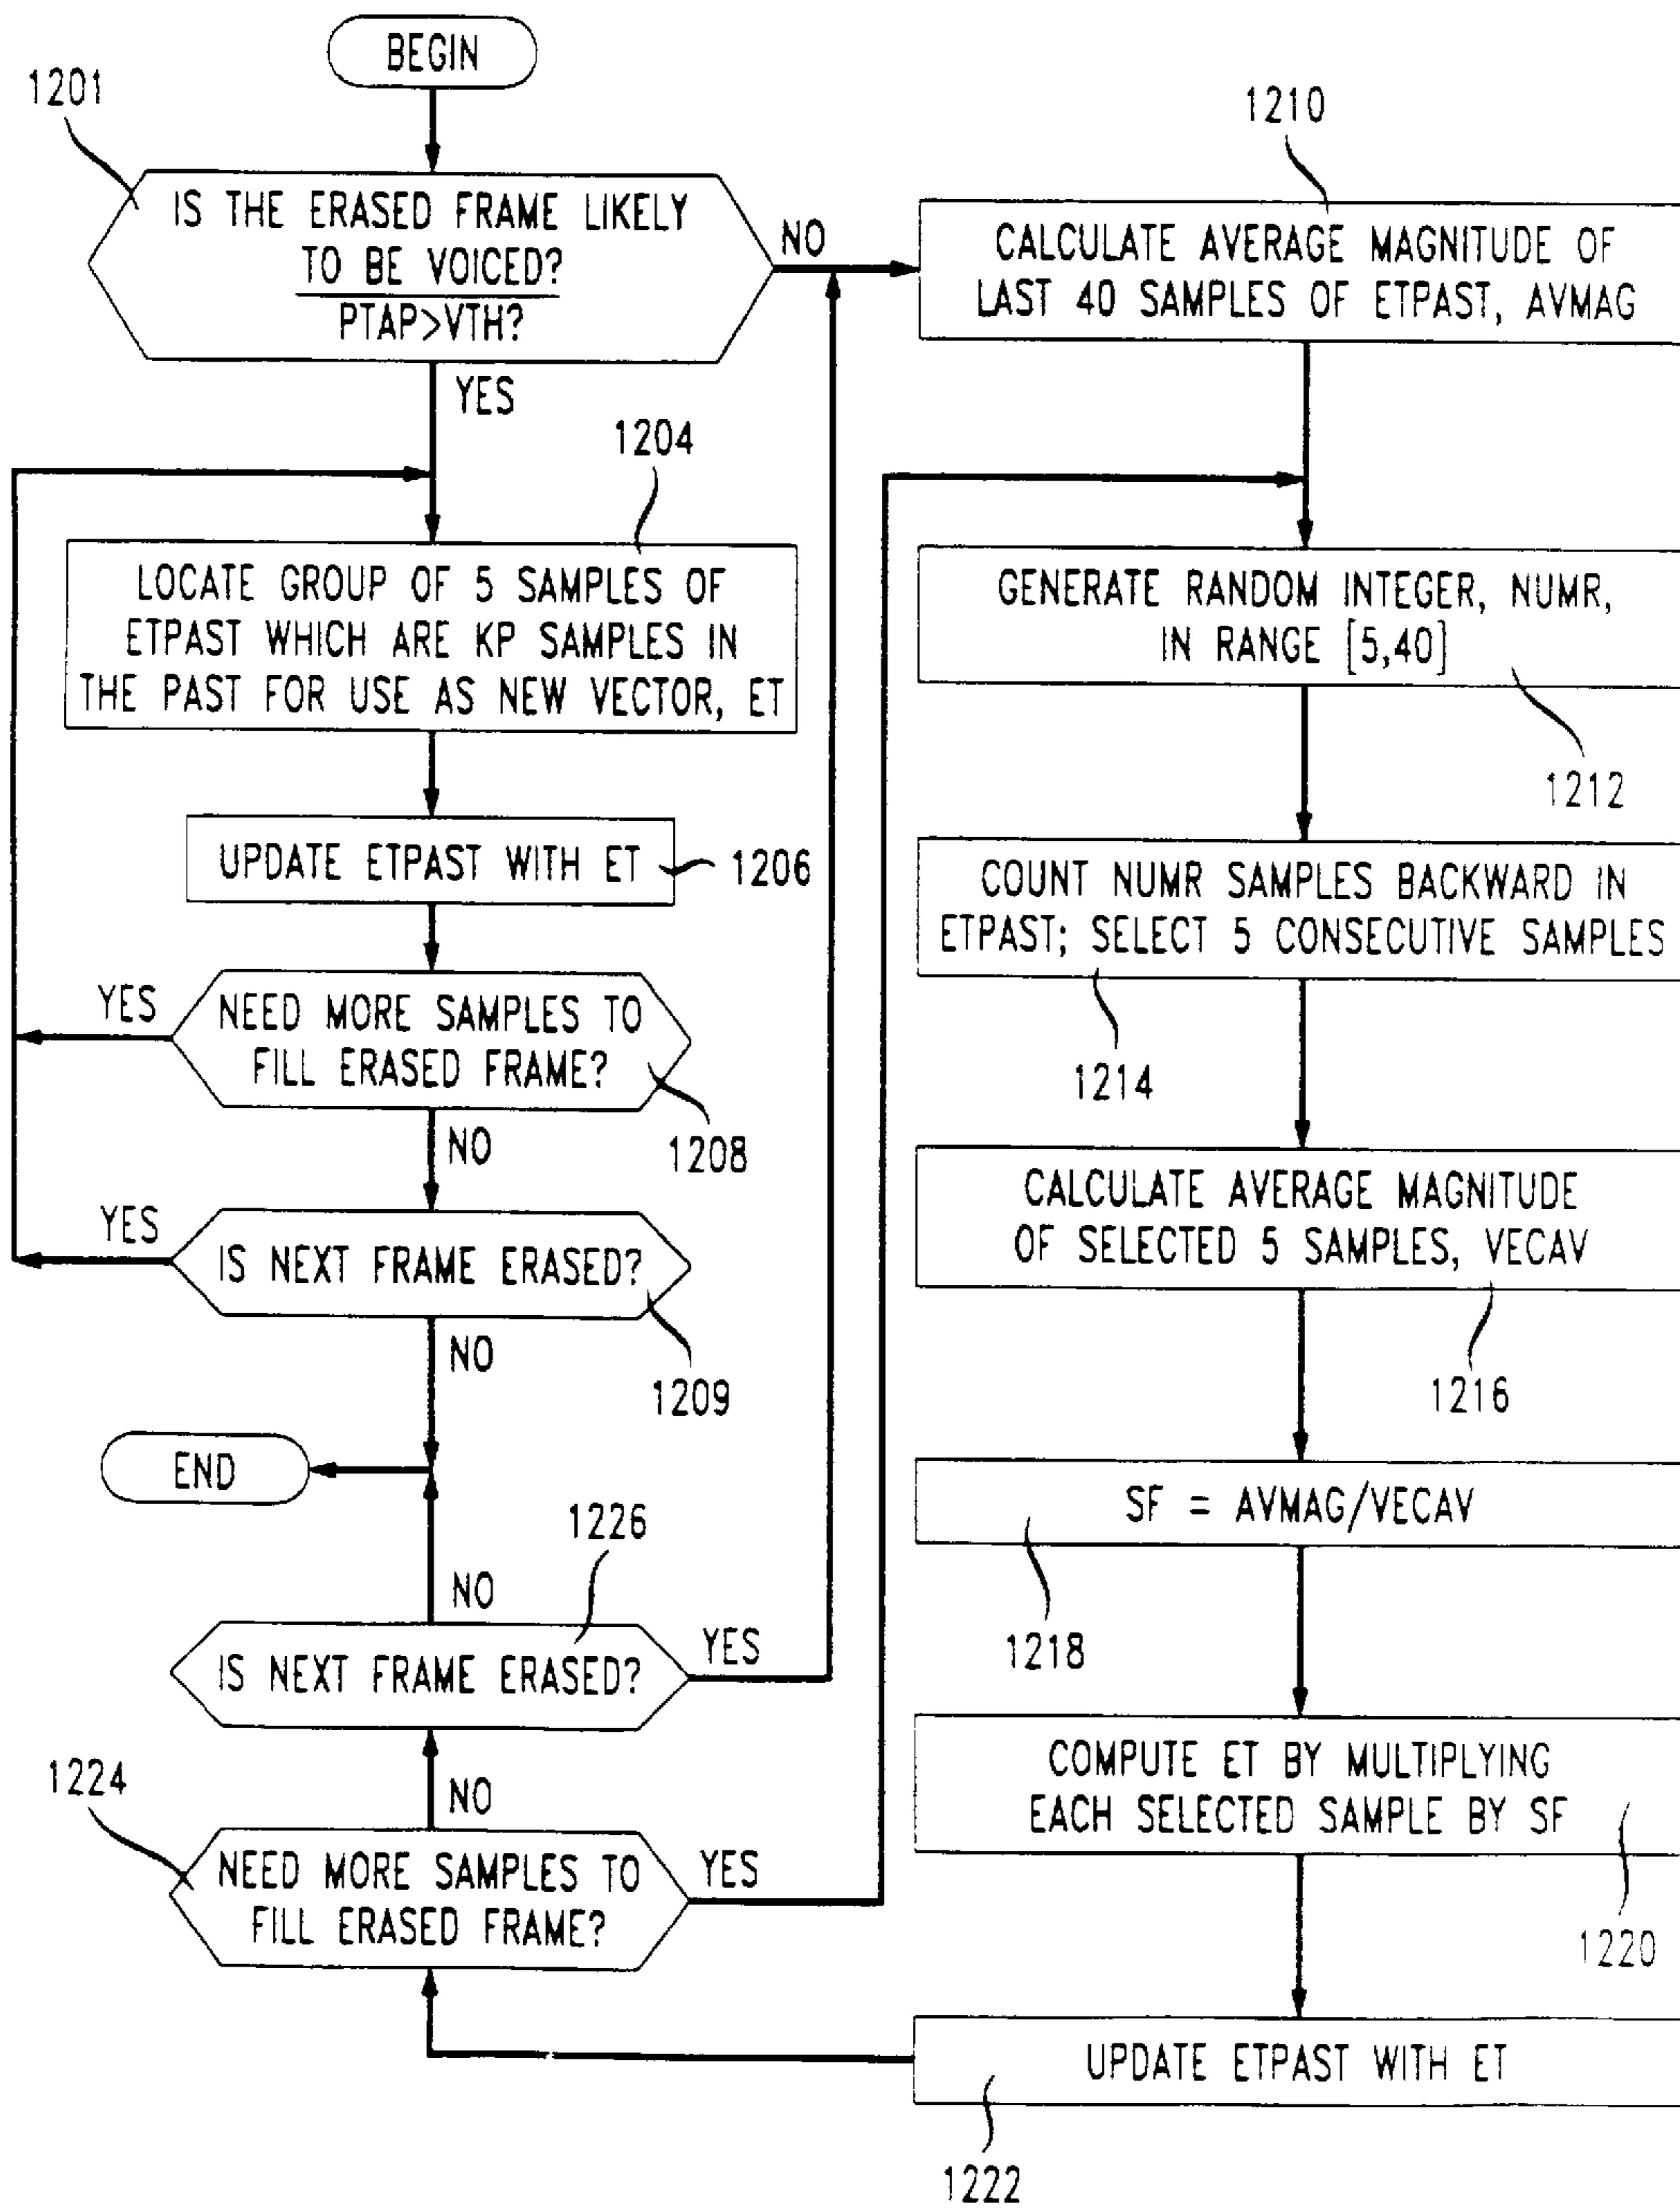 BEGIN
1201
IS THE ERASED FRAME LIKELY
TO BE VOICED?
PTAP>VTH?
NO
YES
1204
LOCATE GROUP OF 5 SAMPLES OF
ETPAST WHICH ARE KP SAMPLES IN
THE PAST FOR USE AS NEW VECTOR, ET
UPDATE ETPAST WITH ET
1206
YES
NEED MORE SAMPLES TO
FILL ERASED FRAME?
1208
NO
YES
IS NEXT FRAME ERASED?
1209
NO
END
1226
NO
IS NEXT FRAME ERASED?
YES
1224
NO
NEED MORE SAMPLES TO
FILL ERASED FRAME?
YES
1210
CALCULATE AVERAGE MAGNITUDE OF
LAST 40 SAMPLES OF ETPAST, AVMAG
GENERATE RANDOM INTEGER, NUMR,
IN RANGE [5,40]
1212
COUNT NUMR SAMPLES BACKWARD IN
ETPAST; SELECT 5 CONSECUTIVE SAMPLES
1214
CALCULATE AVERAGE MAGNITUDE
OF SELECTED 5 SAMPLES, VECAV
1216
SF = AVMAG/VECAV
1218
COMPUTE ET BY MULTIPLYING
EACH SELECTED SAMPLE BY SF
1220
UPDATE ETPAST WITH ET
1222